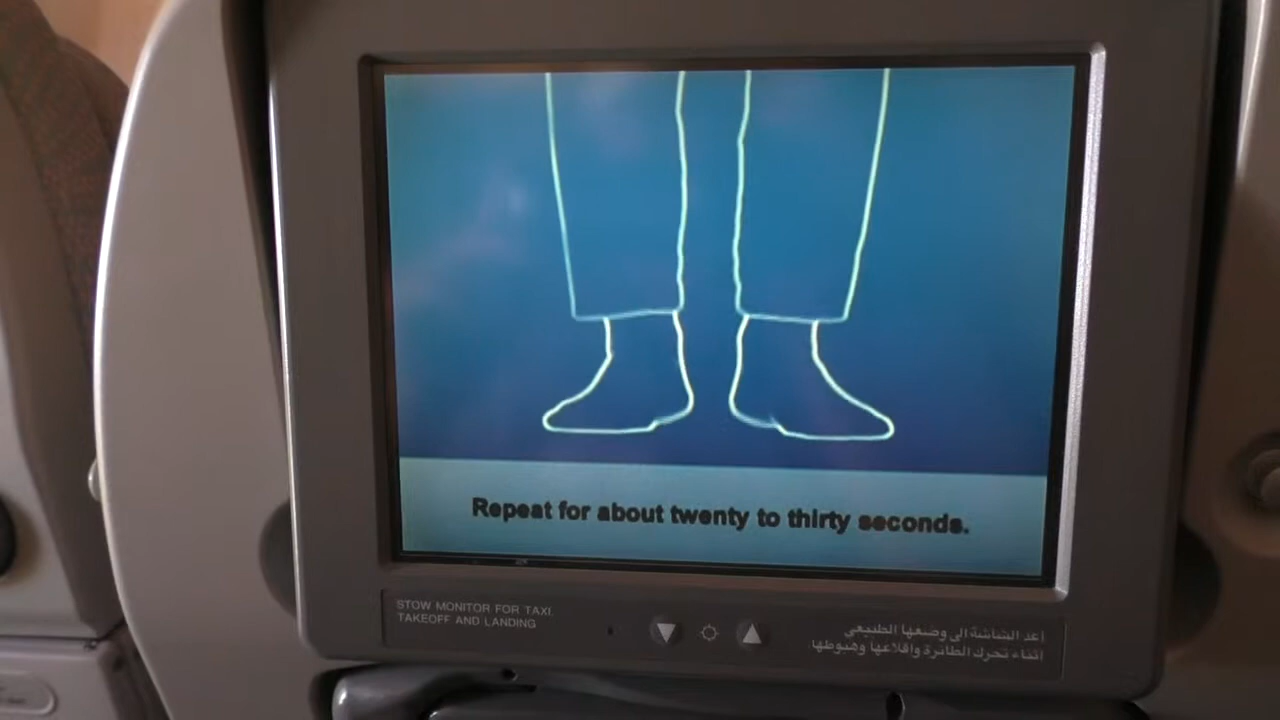 Repeat for about twenty to thirty seconds.
STOW MONITOR FOR TAXI,
TAKEOFF AND LANDING
اعد الشاشة الى وضعها الطبيعي
اثناء تحرك الطائرة واقلاعها وهبوطها